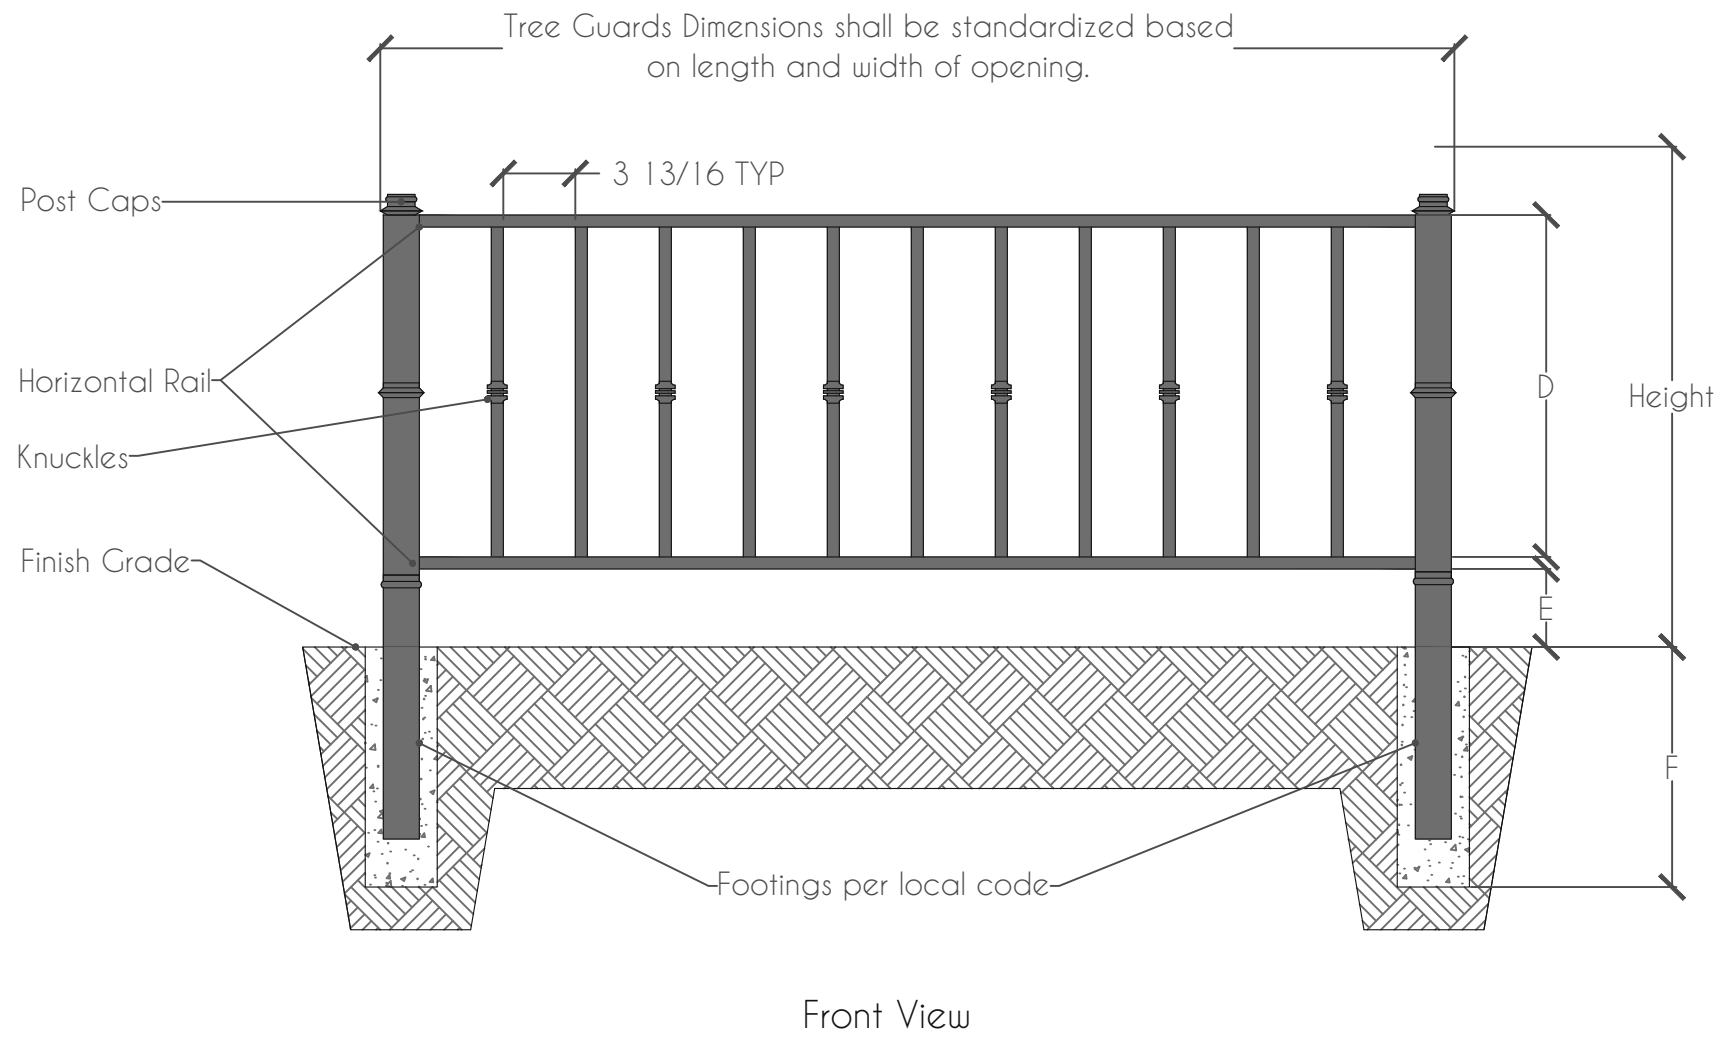 Tree Guards Dimensions shall be standardized based
on length and width of opening.
3 13/16 TYP
Post Caps
Horizontal Rail
D
Height
Knuckles
Finish Grade
E
F
Footings per local code
Front View